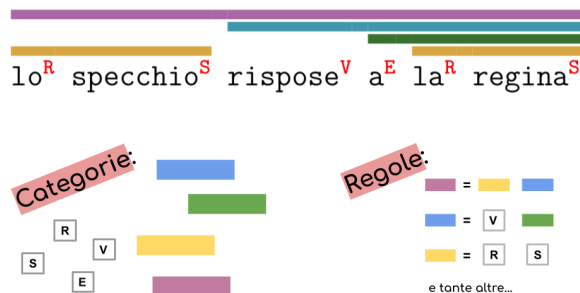 loR specchioS risposeV aE laR reginaS
Categorie:
Regole:
R
V
S
E
=
= V
= R S
e tante altre...